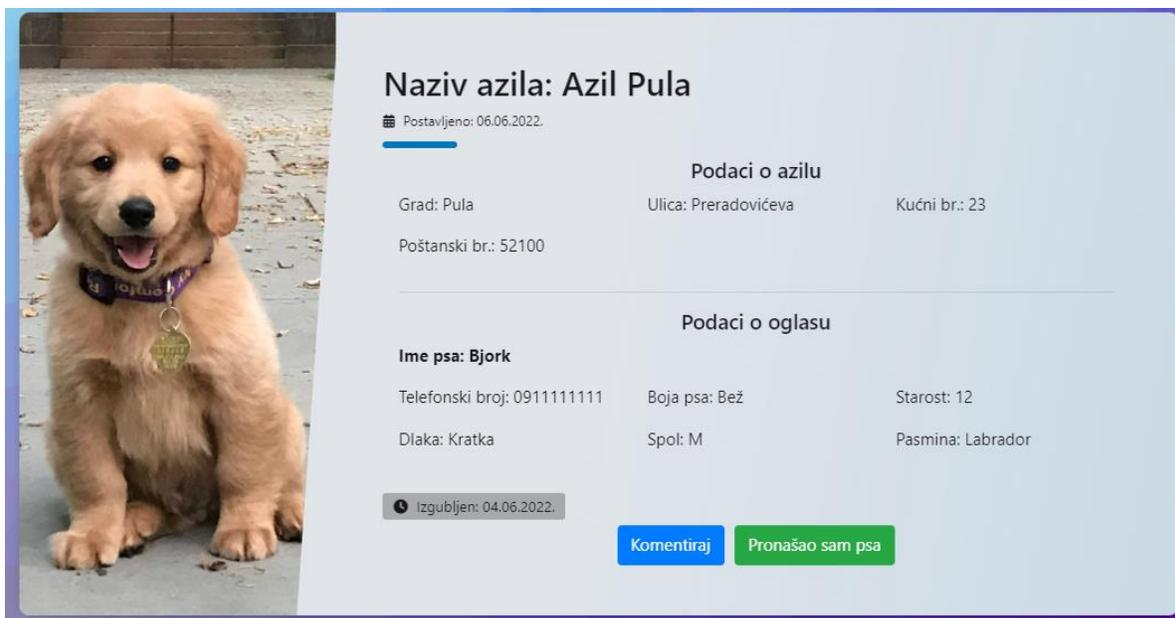 Naziv azila: Azil Pula
Postavljeno: 06.06.2022.
Podaci o azilu
Grad: Pula Ulica: Preradovićeva Kućni br.: 23
Poštanski br.: 52100
Podaci o oglasu
Ime psa: Bjork
Telefonski broj: 0911111111 Boja psa: Bež Starost: 12
Dlaka: Kratka Spol: M Pasmina: Labrador
Izgubljen: 04.06.2022.
Komentiraj Pronašao sam psa